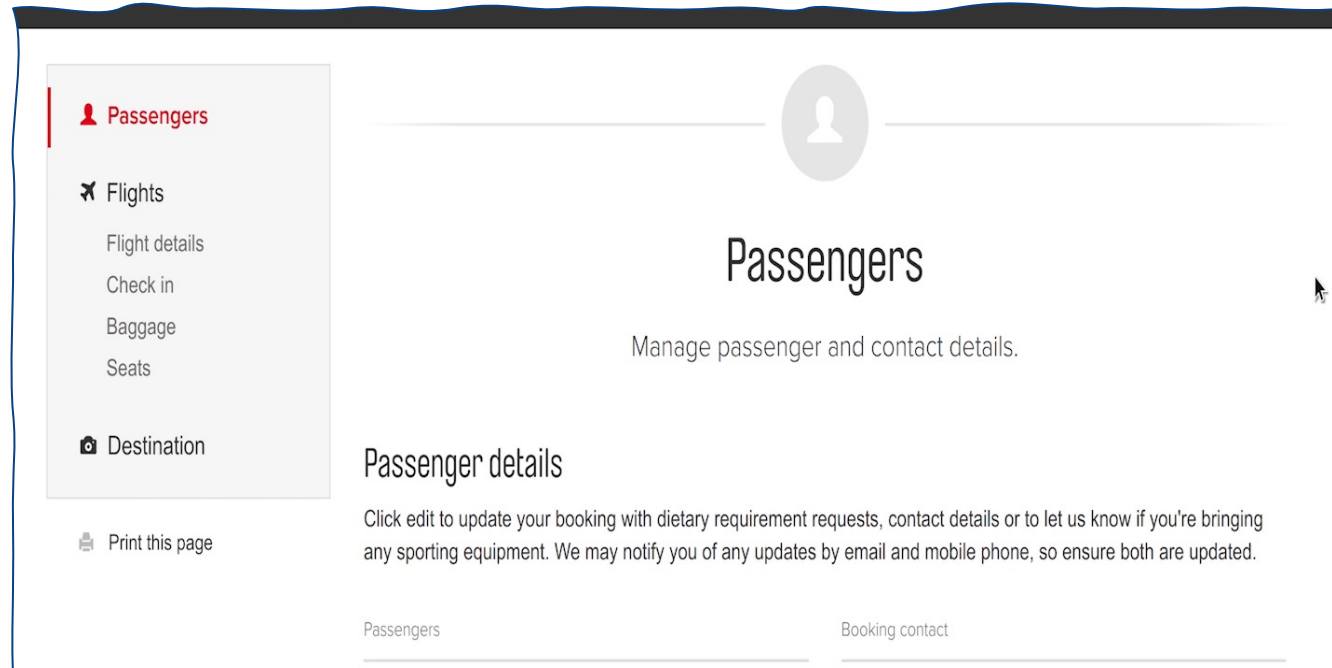 Passengers
Flights
Flight details
Check in
Baggage
Seats
Destination
Print this page
Passengers
Manage passenger and contact details.
Passenger details
Click edit to update your booking with dietary requirement requests, contact details or to let us know if you're bringing
any sporting equipment. We may notify you of any updates by email and mobile phone, so ensure both are updated.
Passengers
Booking contact